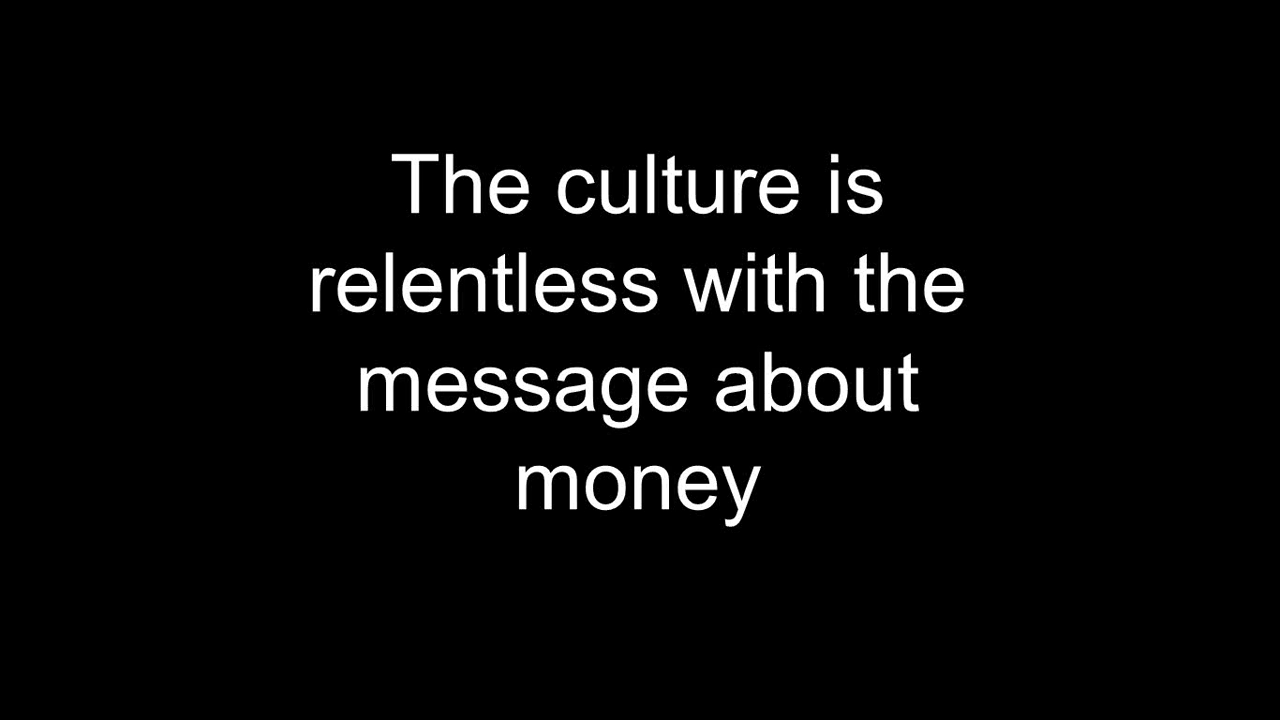 The culture is
relentless with the
message about
money